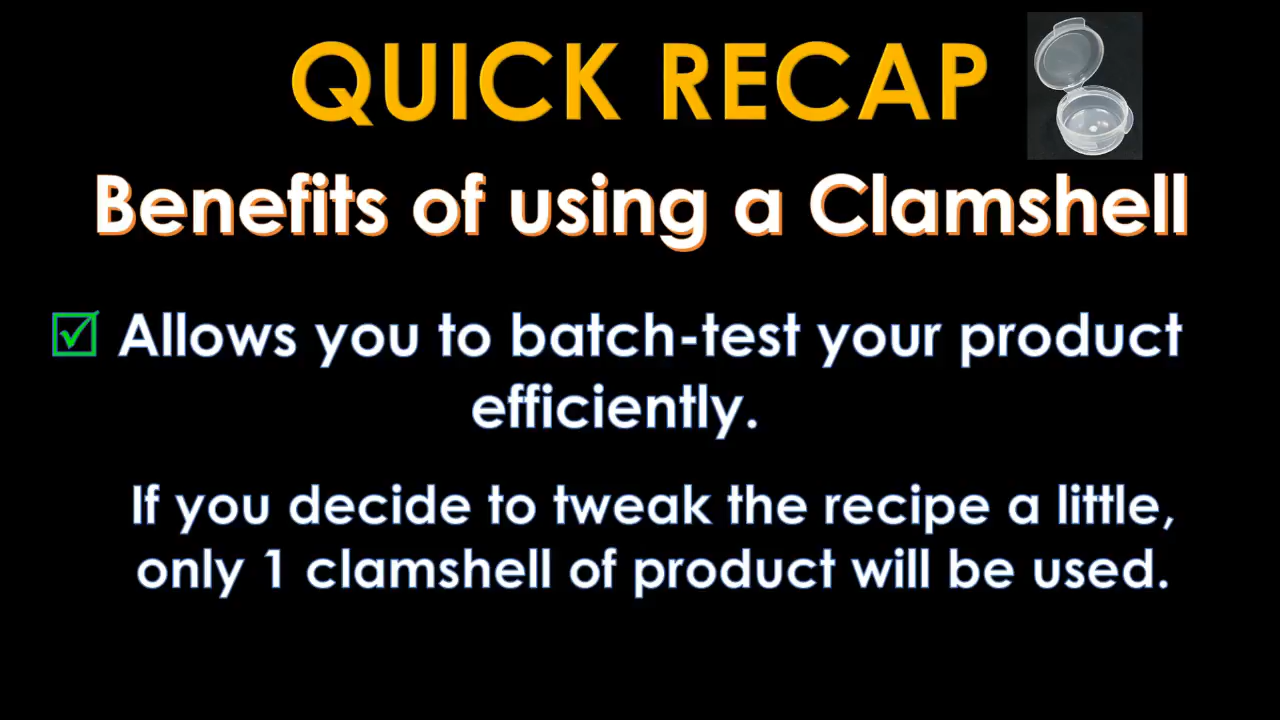 QUICK RECAP
Benefits of using a Clamshell
Allows you to batch-test your product
efficiently.
If you decide to tweak the recipe a little,
only 1 clamshell of product will be used.